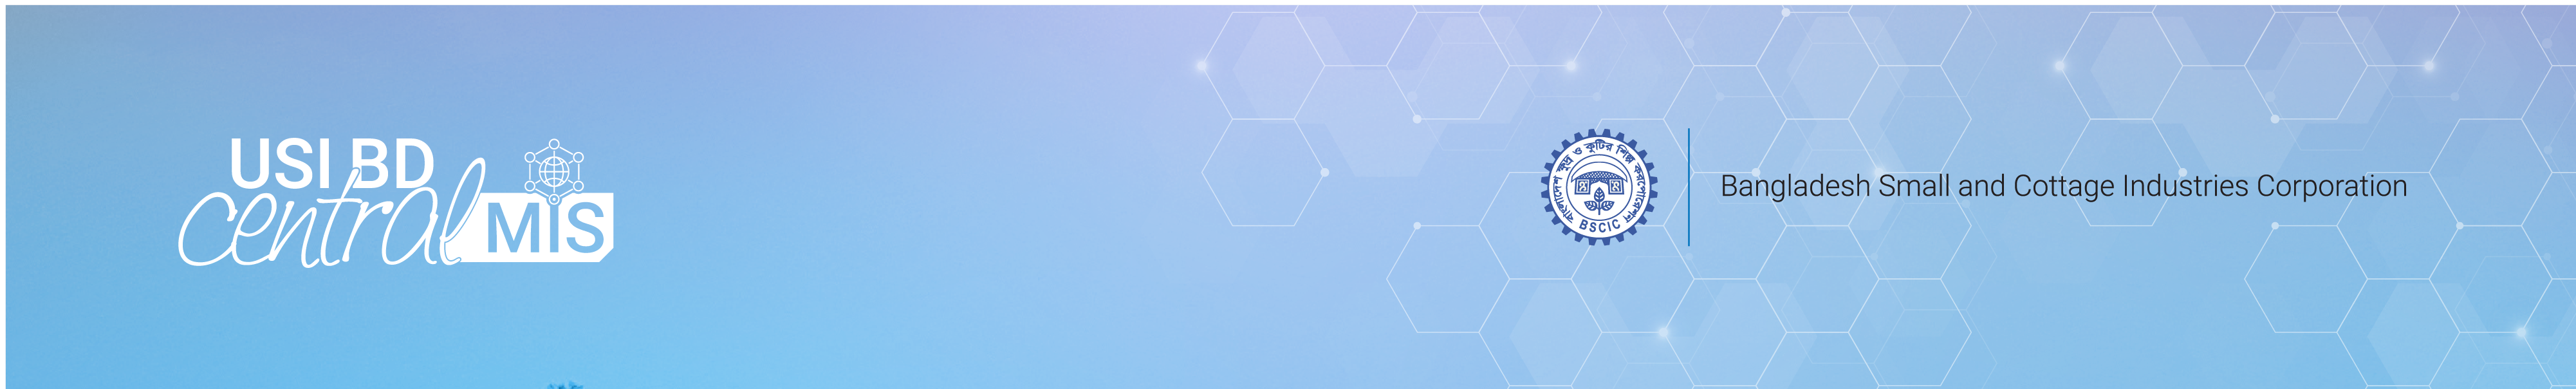 USI BD
central
MIS
বাংলাদেশ ক্ষুদ্র ও কুটির শিল্প করপোরেশন
BSCIC
Bangladesh Small and Cottage Industries Corporation